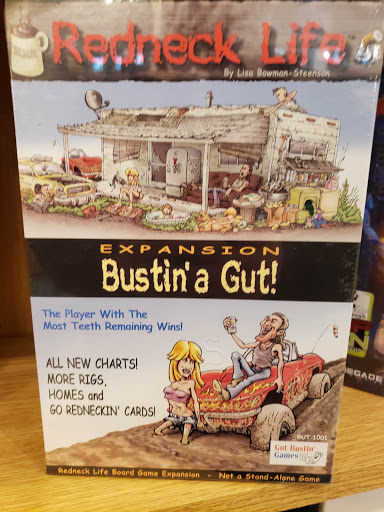 Redneck Life
By Lisa Bowman-Steenson
EXPANSION
Bustin' a Gut!
The Player With The
Most Teeth Remaining Wins!
ALL NEW CHARTS!
MORE RIGS,
HOMES and
GO REDNECKIN' CARDS!
GUT 1001
Gut Bustin'
Games
Redneck Life Board Game Expansion - Not a Stand-Alone Game
ECADE